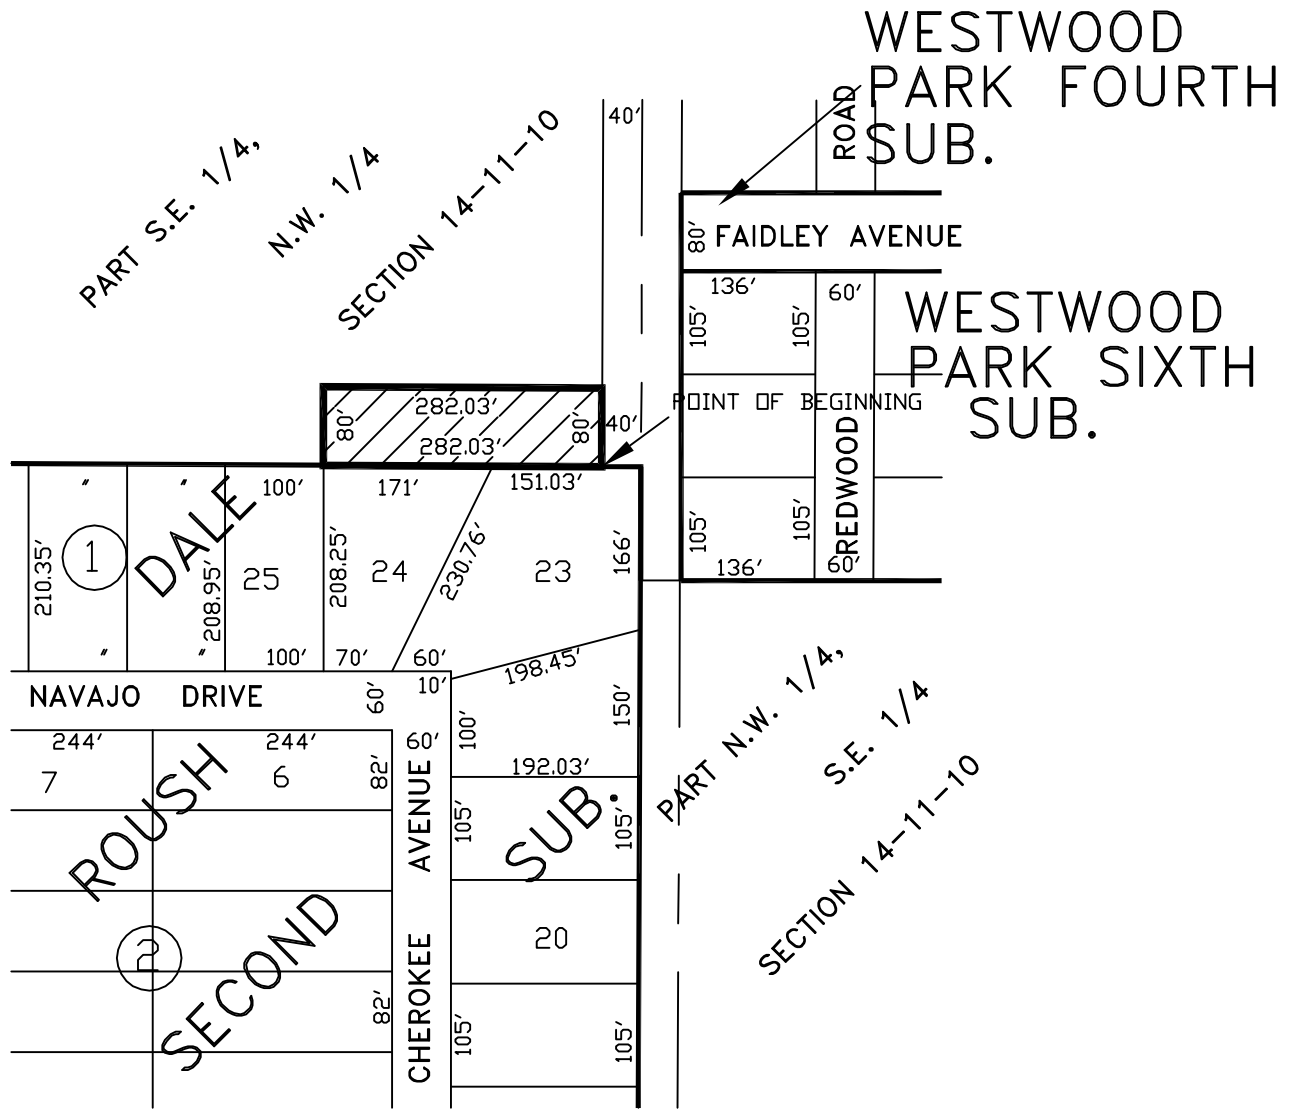 WESTWOOD
PARK FOURTH
SUB.
ROAD
40'
PART S.E. 1/4,
N.W. 1/4
SECTION 14-11-10
80'
FAIDLEY AVENUE
136'
60'
105'
105'
WESTWOOD
PARK SIXTH
SUB.
POINT OF BEGINNING
282.03'
80'
80'
40'
282.03'
REDWOOD
105'
105'
136'
60'
"
"
100'
171'
151.03'
DALE
1
210.35'
208.95'
25
208.25'
24
230.76'
23
166'
"
"
100'
70'
60'
198.45'
NAVAJO DRIVE
60'
10'
100'
150'
PART N.W. 1/4,
S.E. 1/4
SECTION 14-11-10
244'
244'
60'
7
6
82'
192.03'
ROUSH
AVENUE
105'
SUB.
105'
SECOND
2
20
CHEROKEE
82'
105'
105'